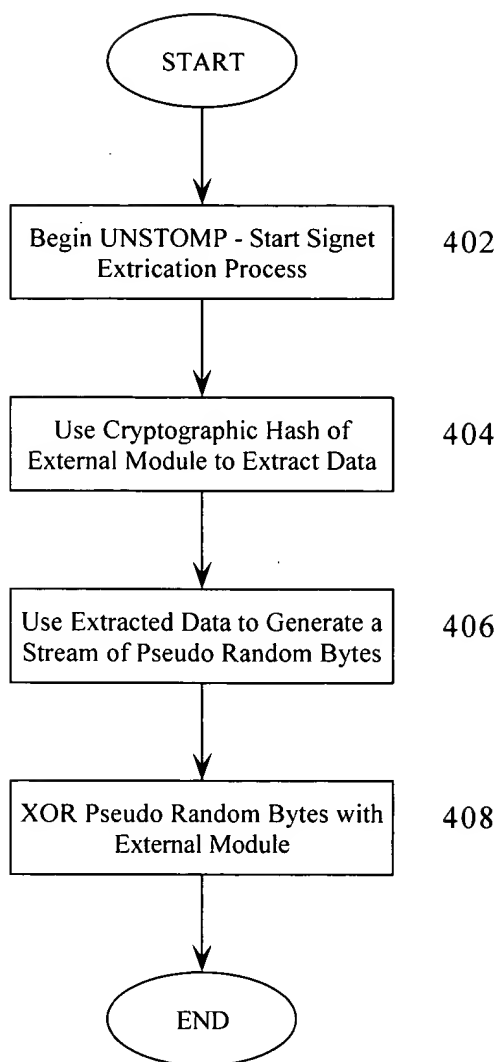 START
Begin UNSTOMP - Start Signet
Extrication Process
402
Use Cryptographic Hash of
External Module to Extract Data
404
Use Extracted Data to Generate a
Stream of Pseudo Random Bytes
406
XOR Pseudo Random Bytes with
External Module
408
END